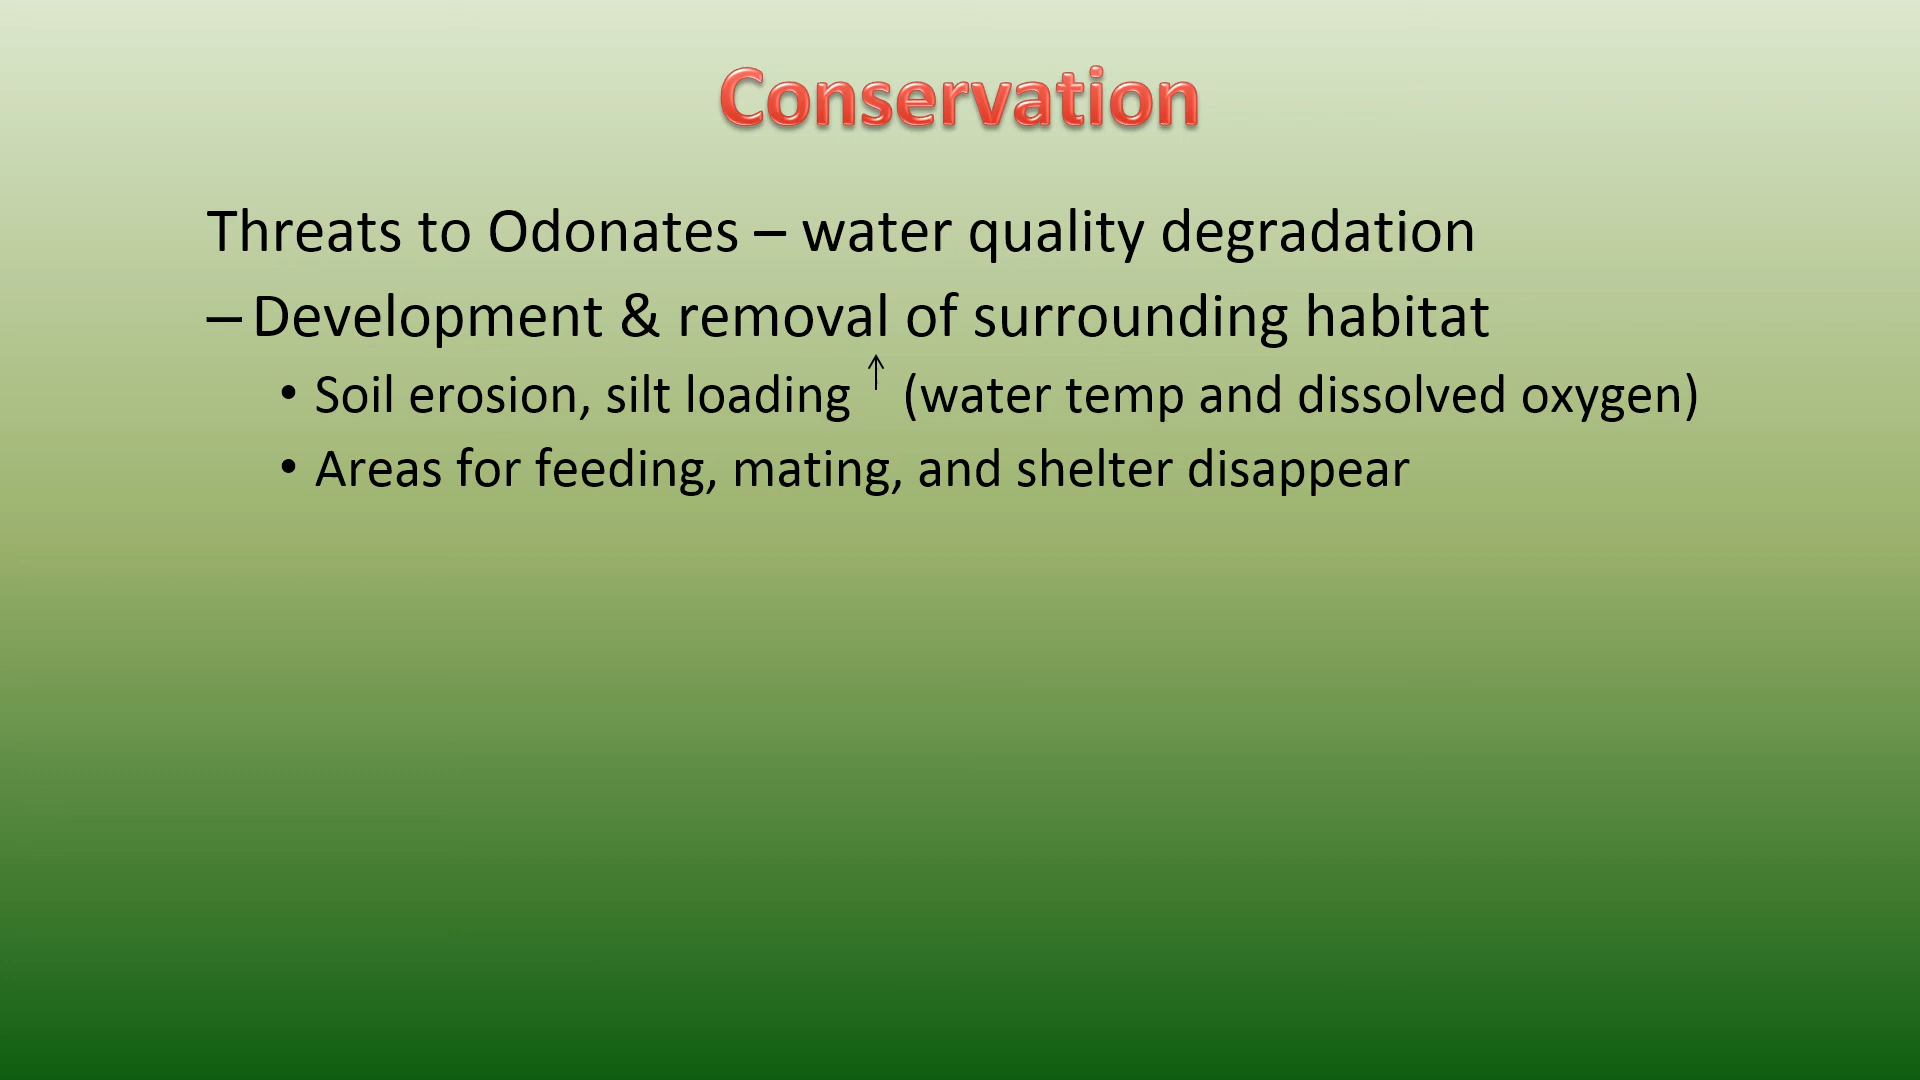 Conservation
Threats to Odonates – water quality degradation
– Development & removal of surrounding habitat
• Soil erosion, silt loading ↑ (water temp and dissolved oxygen)
• Areas for feeding, mating, and shelter disappear